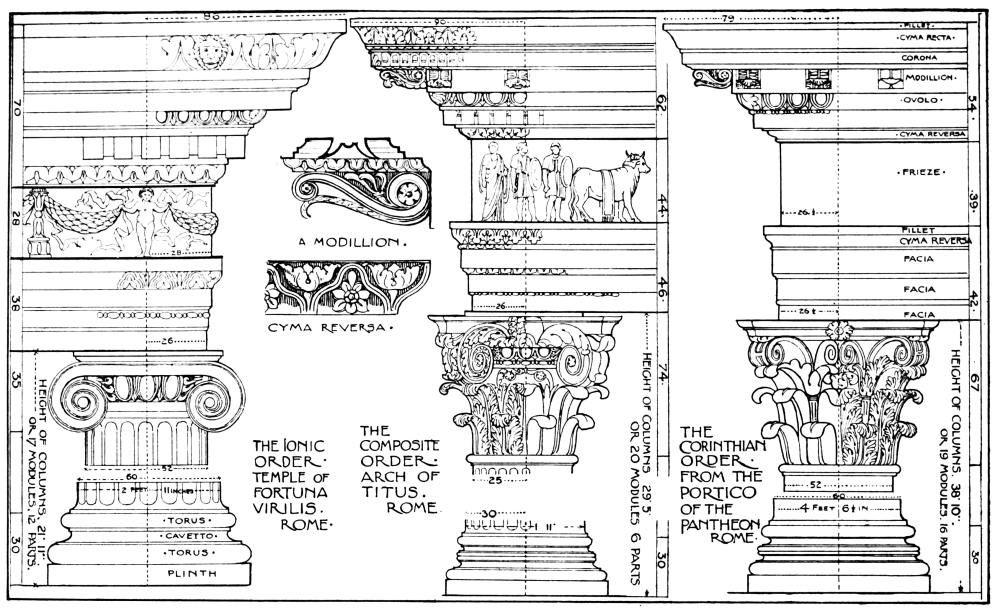 86
70
28
28
38
26
35
HEIGHT OF COLUMNS. 21' 11"
OR 17 MODULES, 12 PARTS.
52
60
2 FEET 11 INCHES
·TORUS·
·CAVETTO·
·TORUS·
PLINTH
30
A MODILLION.
CYMA REVERSA.
THE IONIC
ORDER.
TEMPLE OF
FORTUNA
VIRILIS.
ROME.
90
62
44
46
26
74
HEIGHT OF COLUMNS 29' 5"
OR 20 MODULES 6 PARTS
25
30
30
THE
COMPOSITE
ORDER.
ARCH OF
TITUS.
ROME.
79
FILLET.
·CYMA RECTA·
CORONA
MODILLION.
·OVOLO·
54
·CYMA REVERSA
·FRIEZE·
39
FILLET
CYMA REVERSA
FACIA
FACIA
42
FACIA
67
HEIGHT OF COLUMNS 38' 10"
OR 19 MODULES, 16 PARTS.
52
60
4 FEET 6½ IN
30
THE
CORINTHIAN
ORDER.
FROM THE
PORTICO
OF THE
PANTHEON
ROME.